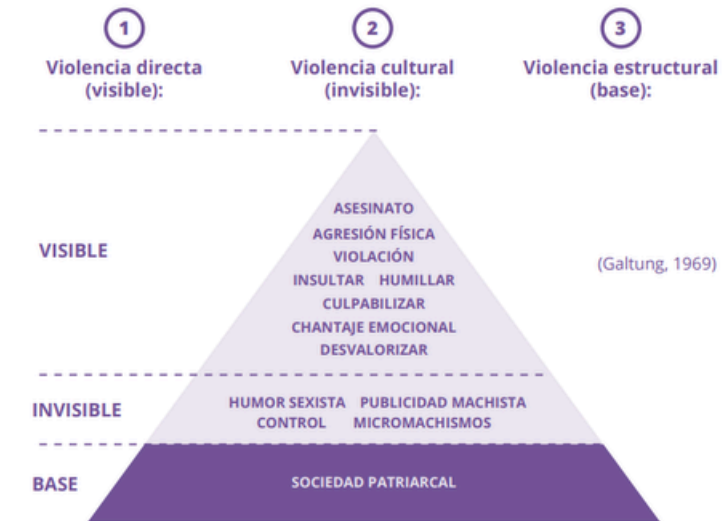 1 2 3
Violencia directa Violencia cultural Violencia estructural
(visible): (invisible): (base):
ASESINATO
AGRESIÓN FÍSICA
VISIBLE VIOLACIÓN (Galtung, 1969)
INSULTAR HUMILLAR
CULPABILIZAR
CHANTAJE EMOCIONAL
DESVALORIZAR
INVISIBLE HUMOR SEXISTA PUBLICIDAD MACHISTA
CONTROL MICROMACHISMOS
BASE SOCIEDAD PATRIARCAL